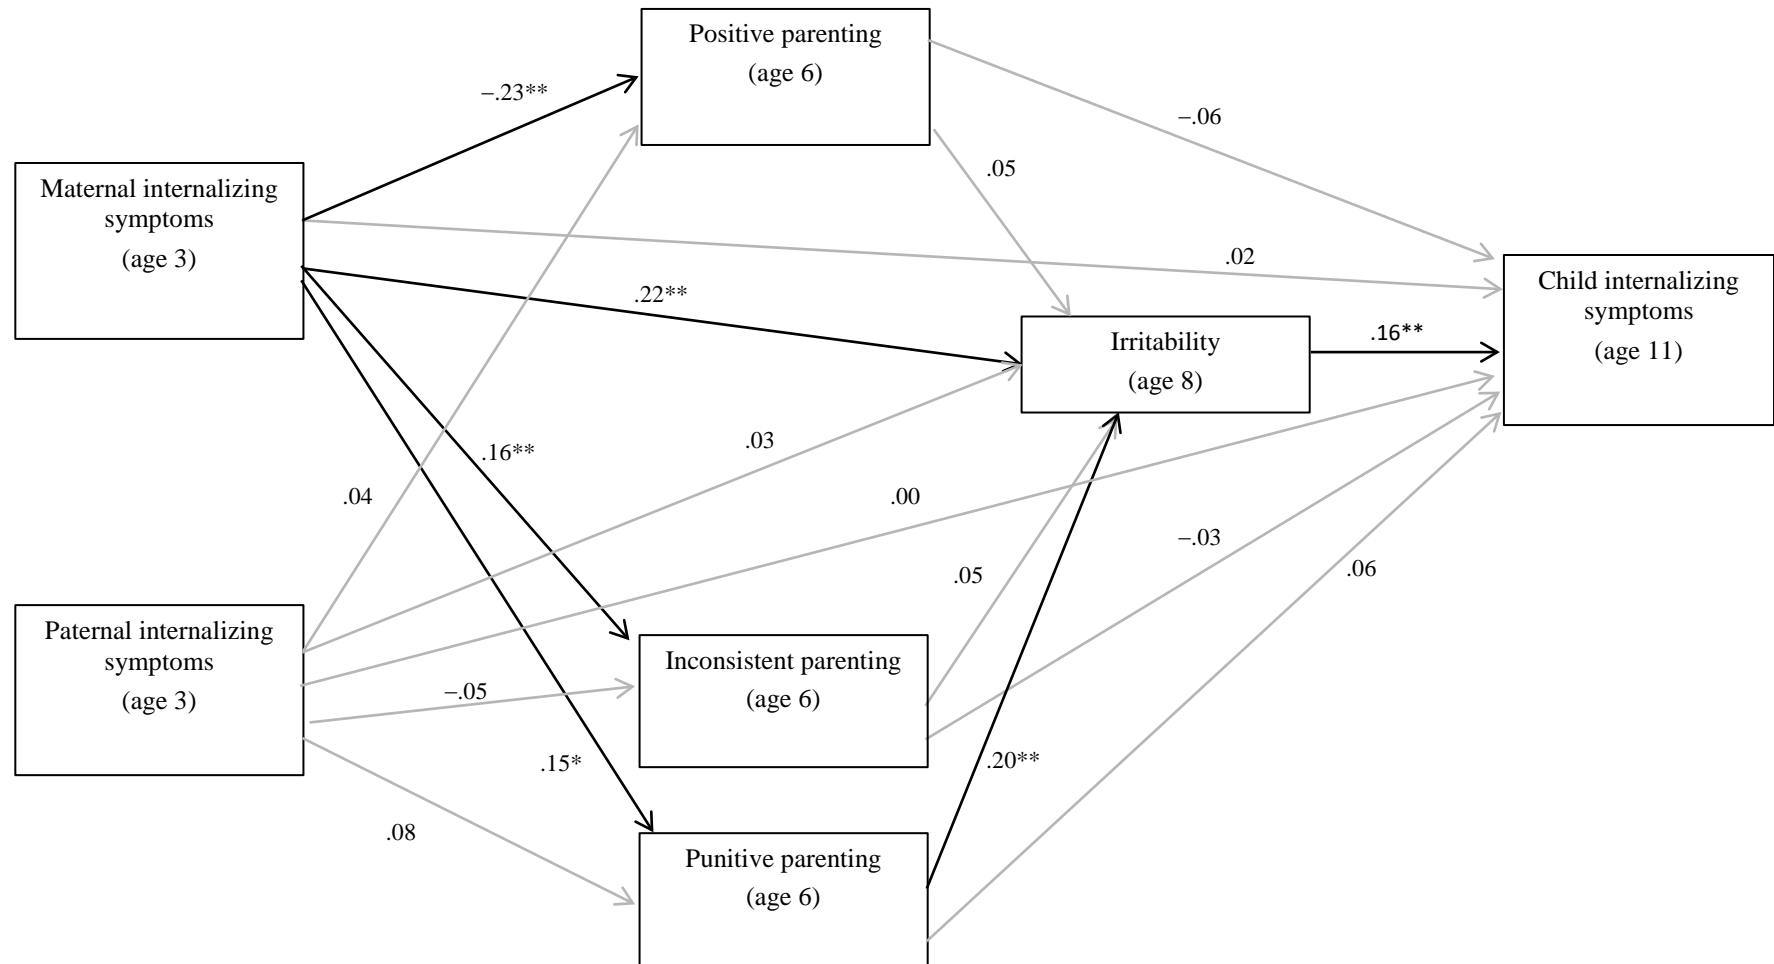 Positive parenting
(age 6)
−.23**
−.06
.05
Maternal internalizing
symptoms
(age 3)
.02
.22**
Child internalizing
symptoms
(age 11)
Irritability
(age 8)
.16**
.03
.16**
.04
.00
−.03
.05
.06
Paternal internalizing
symptoms
(age 3)
−.05
Inconsistent parenting
(age 6)
.15*
.20**
.08
Punitive parenting
(age 6)